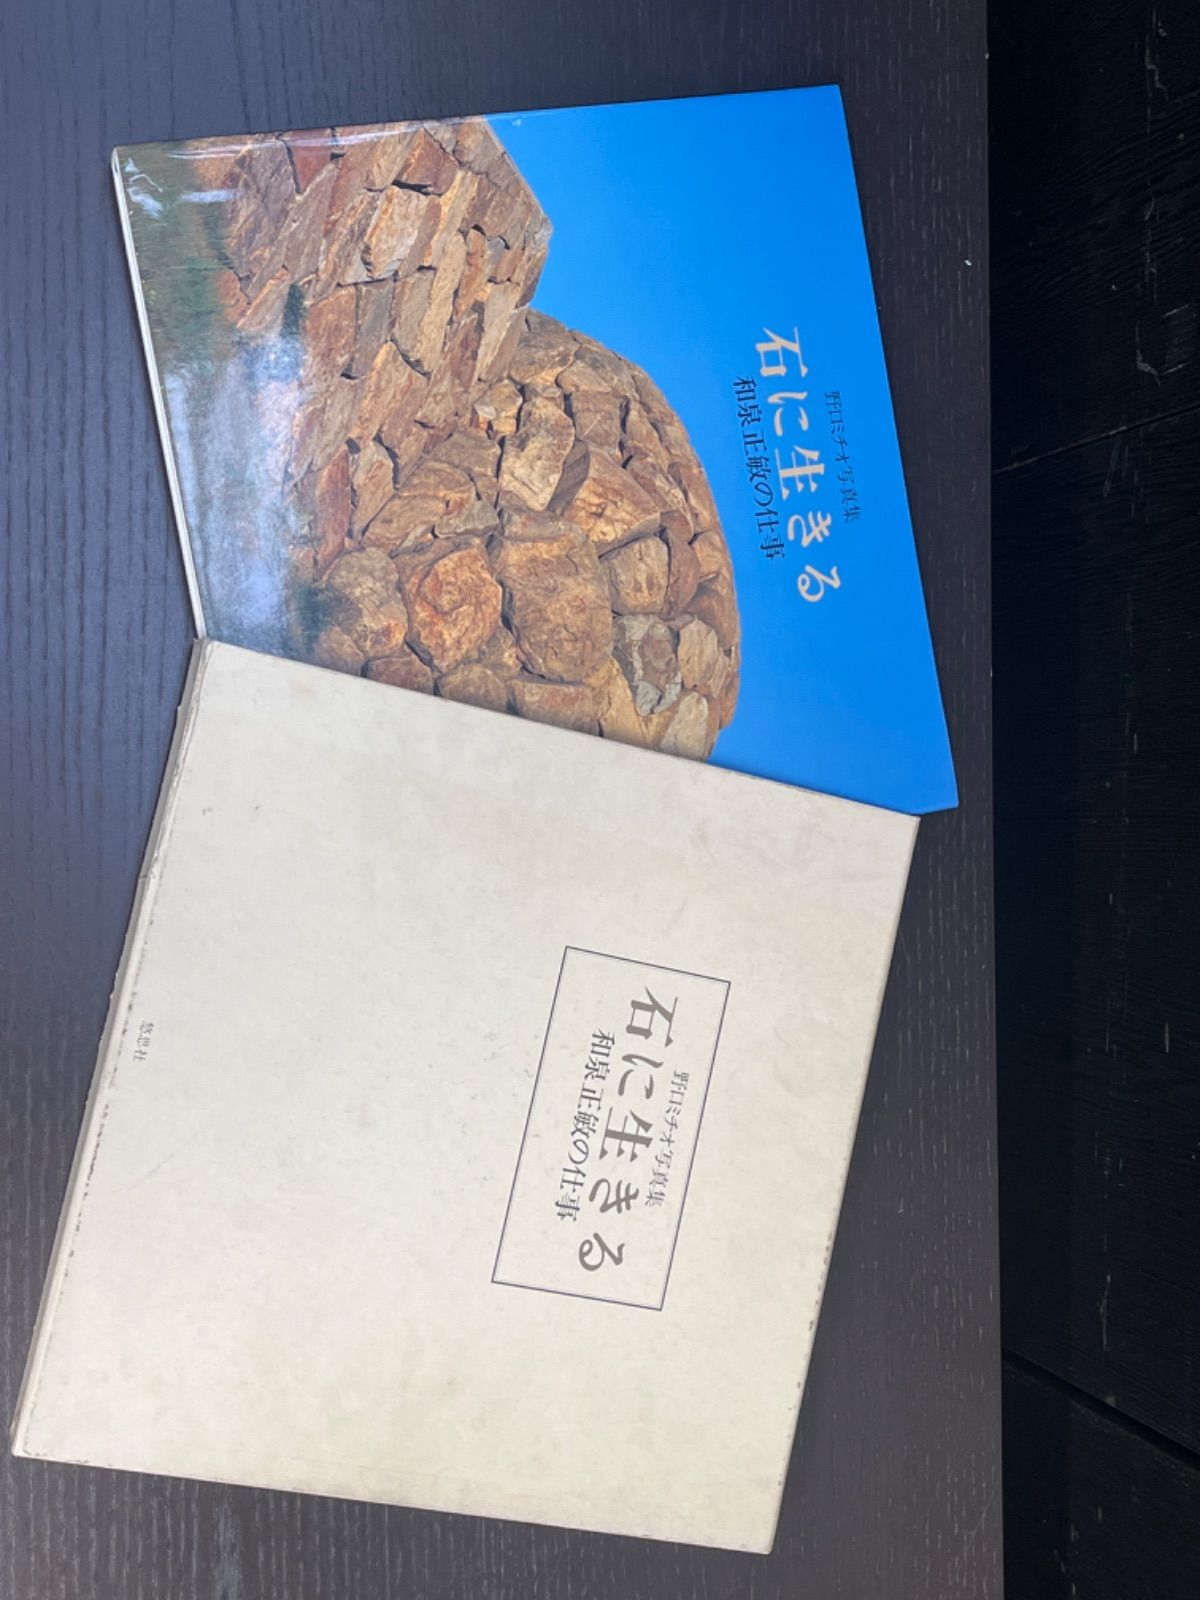 野口ミチオ写真集
石に生きる
和泉正敏の仕事
野口ミチオ写真集
石に生きる
和泉正敏の仕事
悠思社